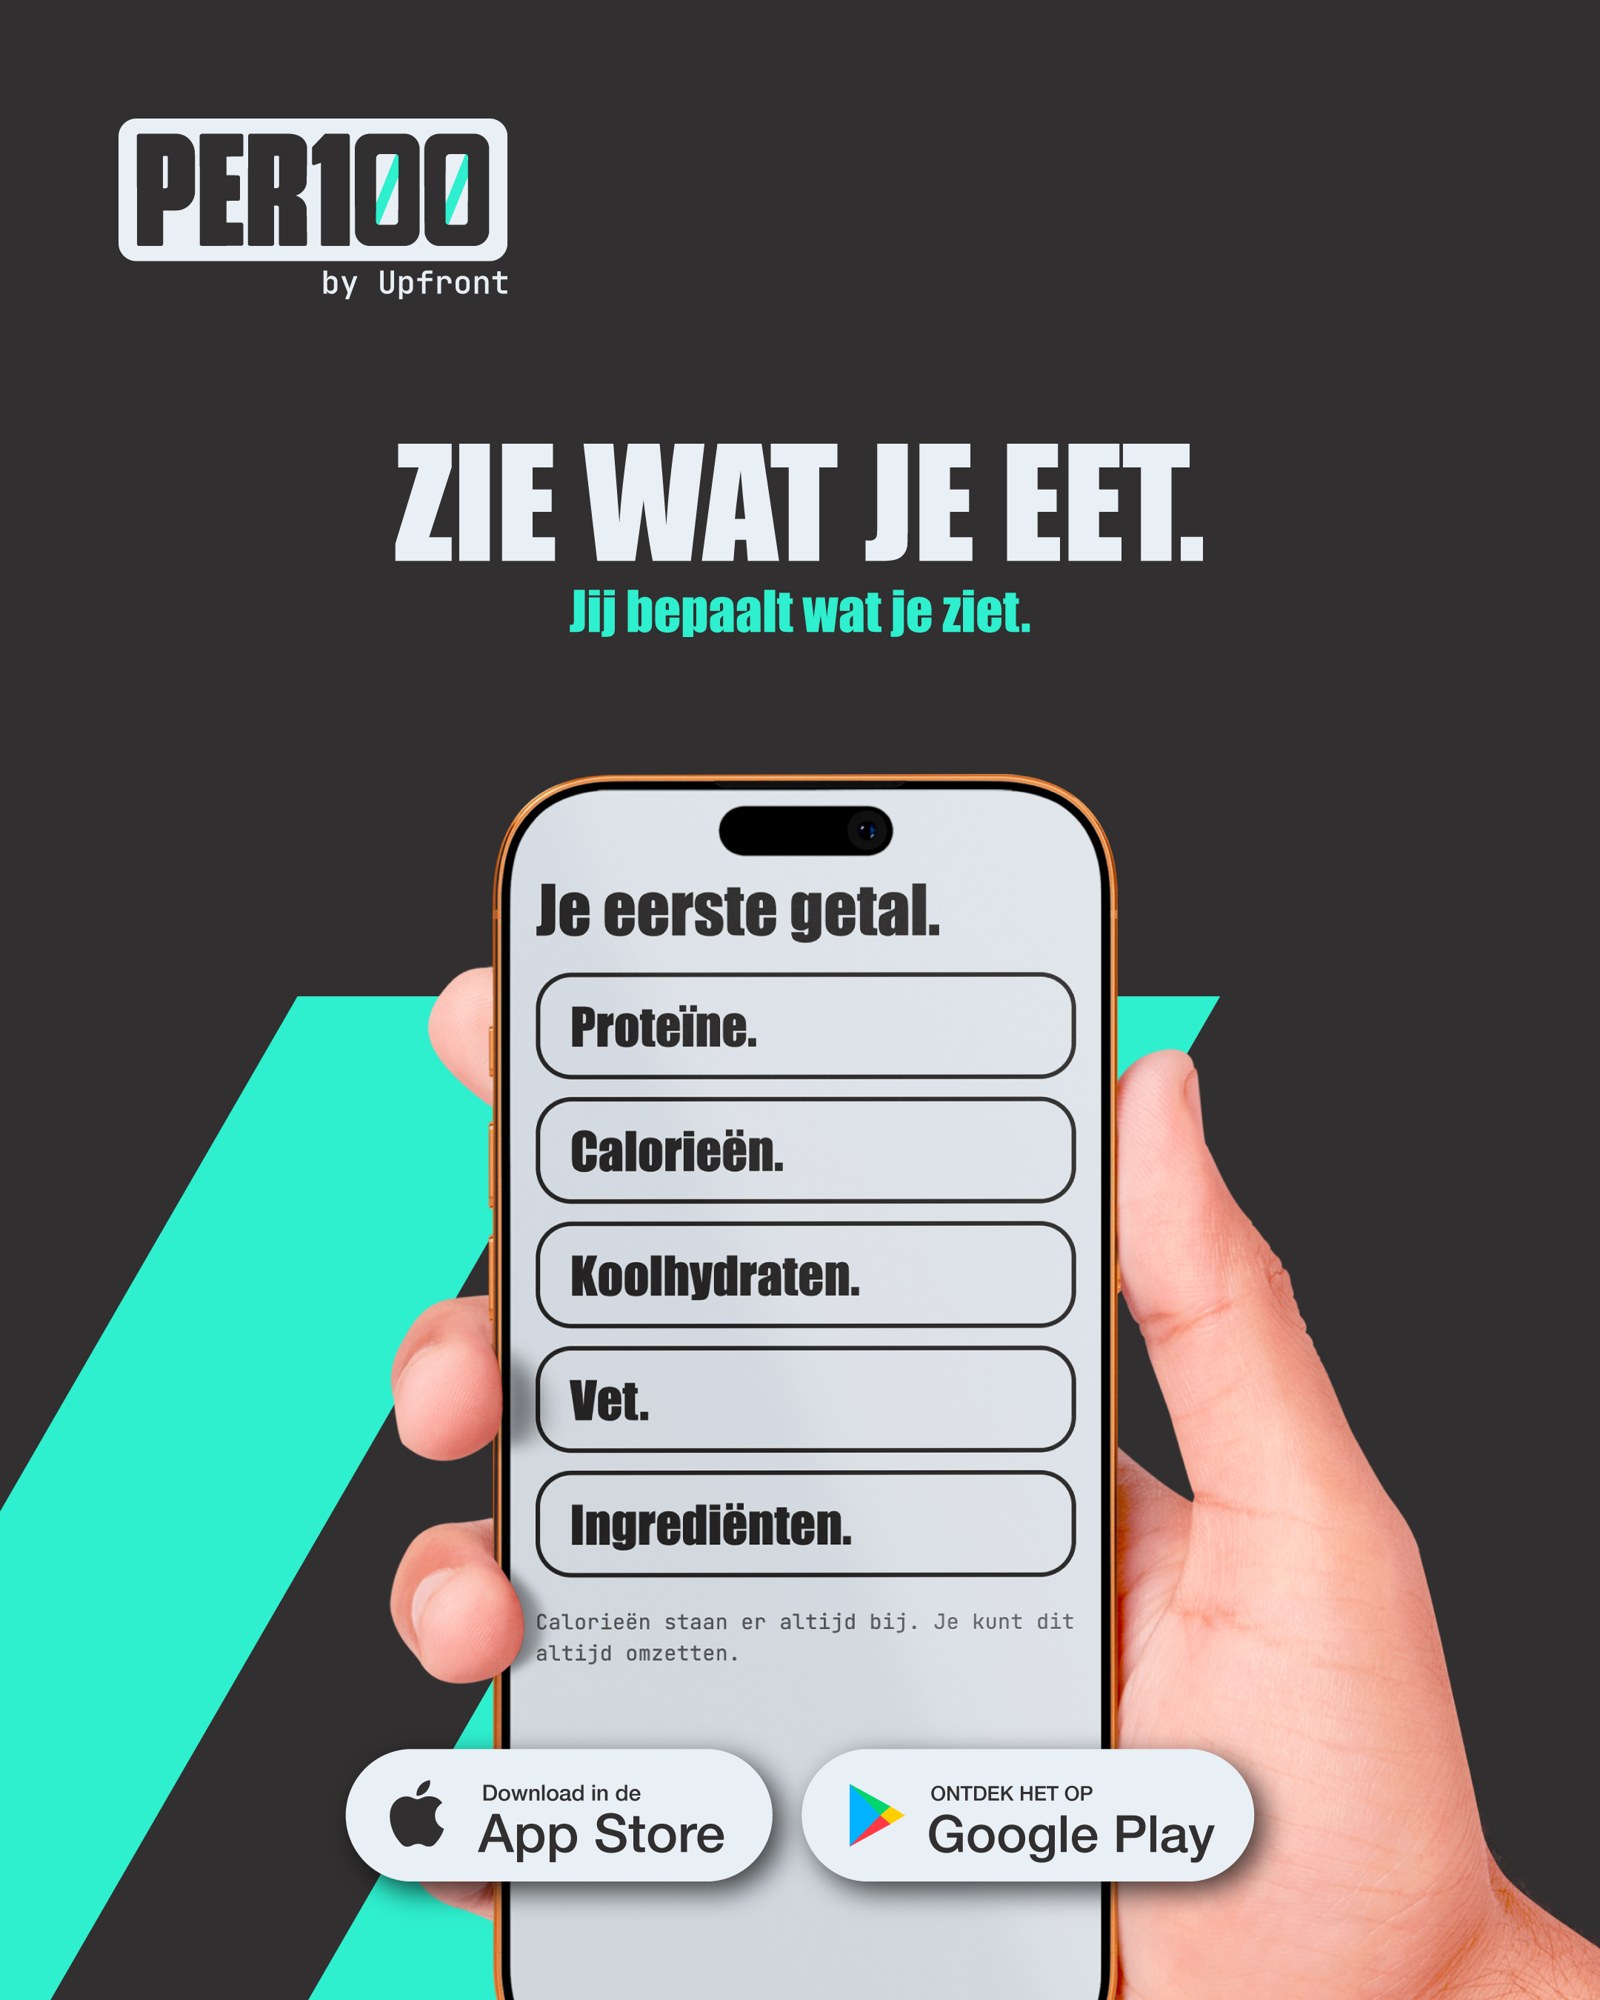 PER100
by Upfront
ZIE WAT JE EET.
Jij bepaalt wat je ziet.
Je eerste getal.
Proteïne.
Calorieën.
Koolhydraten.
Vet.
Ingrediënten.
Calorieën staan er altijd bij. Je kunt dit
altijd omzetten.
Download in de
App Store
ONTDEK HET OP
Google Play